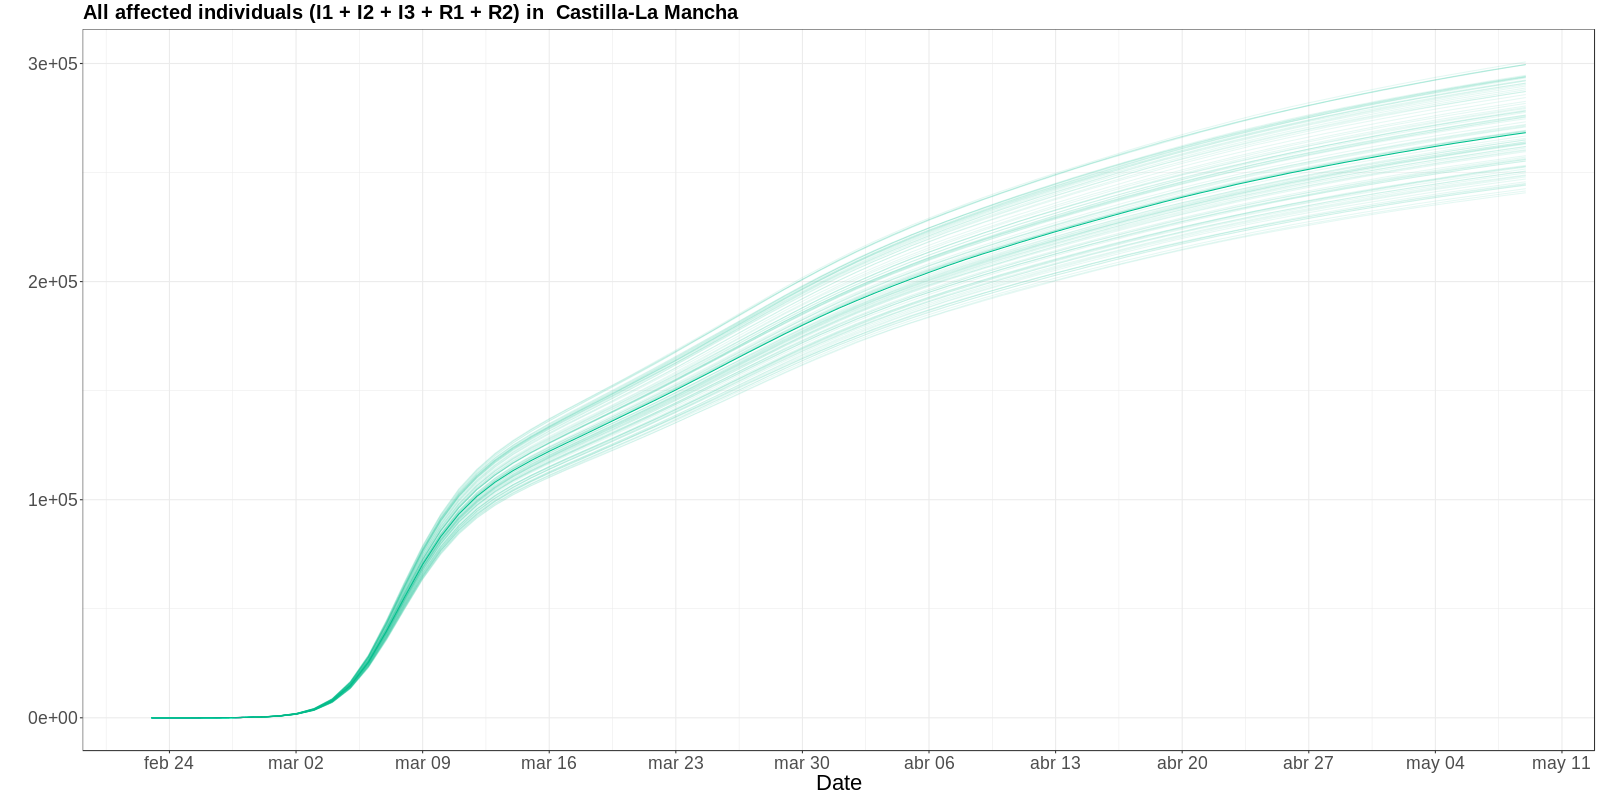 All affected individuals (I1 + I2 + I3 + R1 + R2) in  Castilla-La Mancha
3e+05
2e+05
1e+05
0e+00
feb 24 mar 02 mar 09 mar 16 mar 23 mar 30 abr 06 abr 13 abr 20 abr 27 may 04 may 11
Date